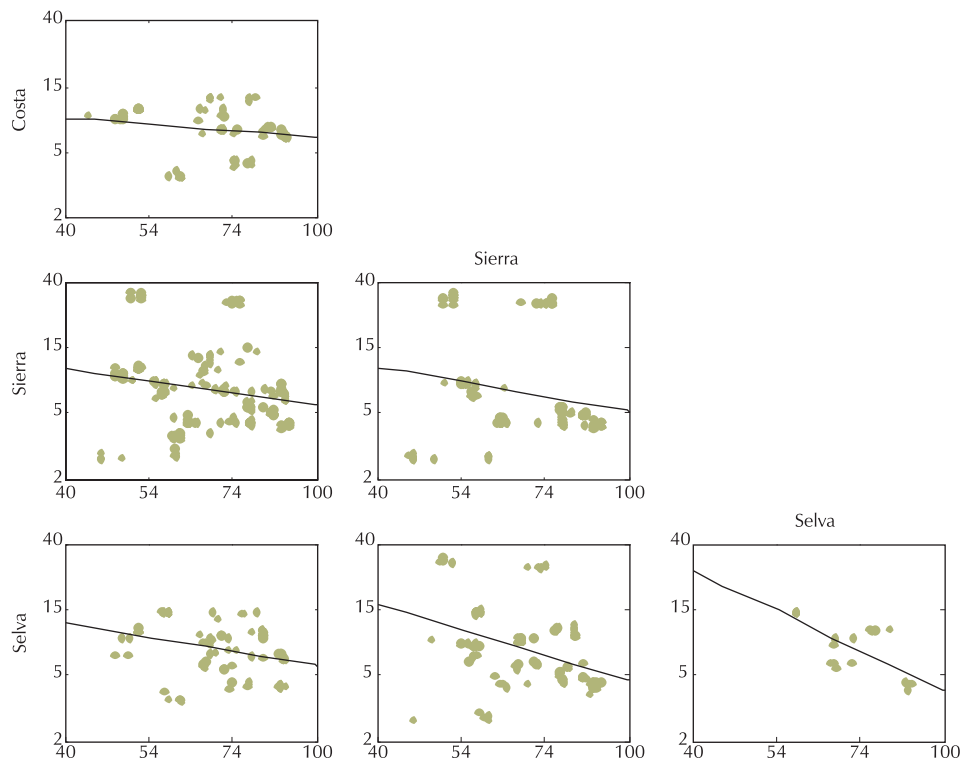 40
15
5
2
Costa
40 54 74 100
Sierra
40 40
15 15
5 5
2 2
Sierra
40 54 74 100 40 54 74 100
Selva
40 40 40
15 15 15
5 5 5
2 2 2
Selva
40 54 74 100 40 54 74 100 40 54 74 100